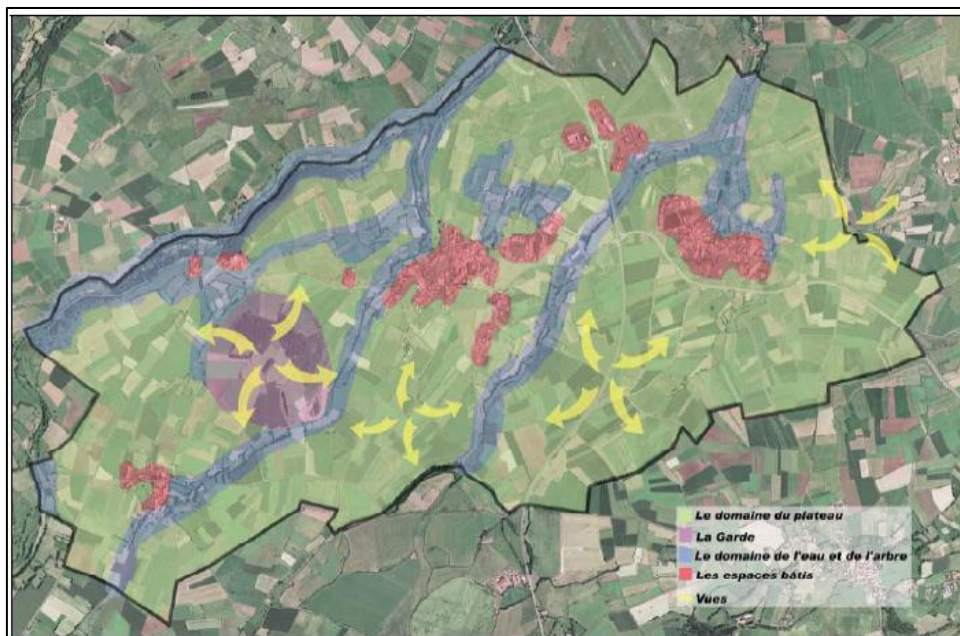 Le domaine du plateau
La Garde
Le domaine de l'eau et de l'arbre
Les espaces bâtis
Vues